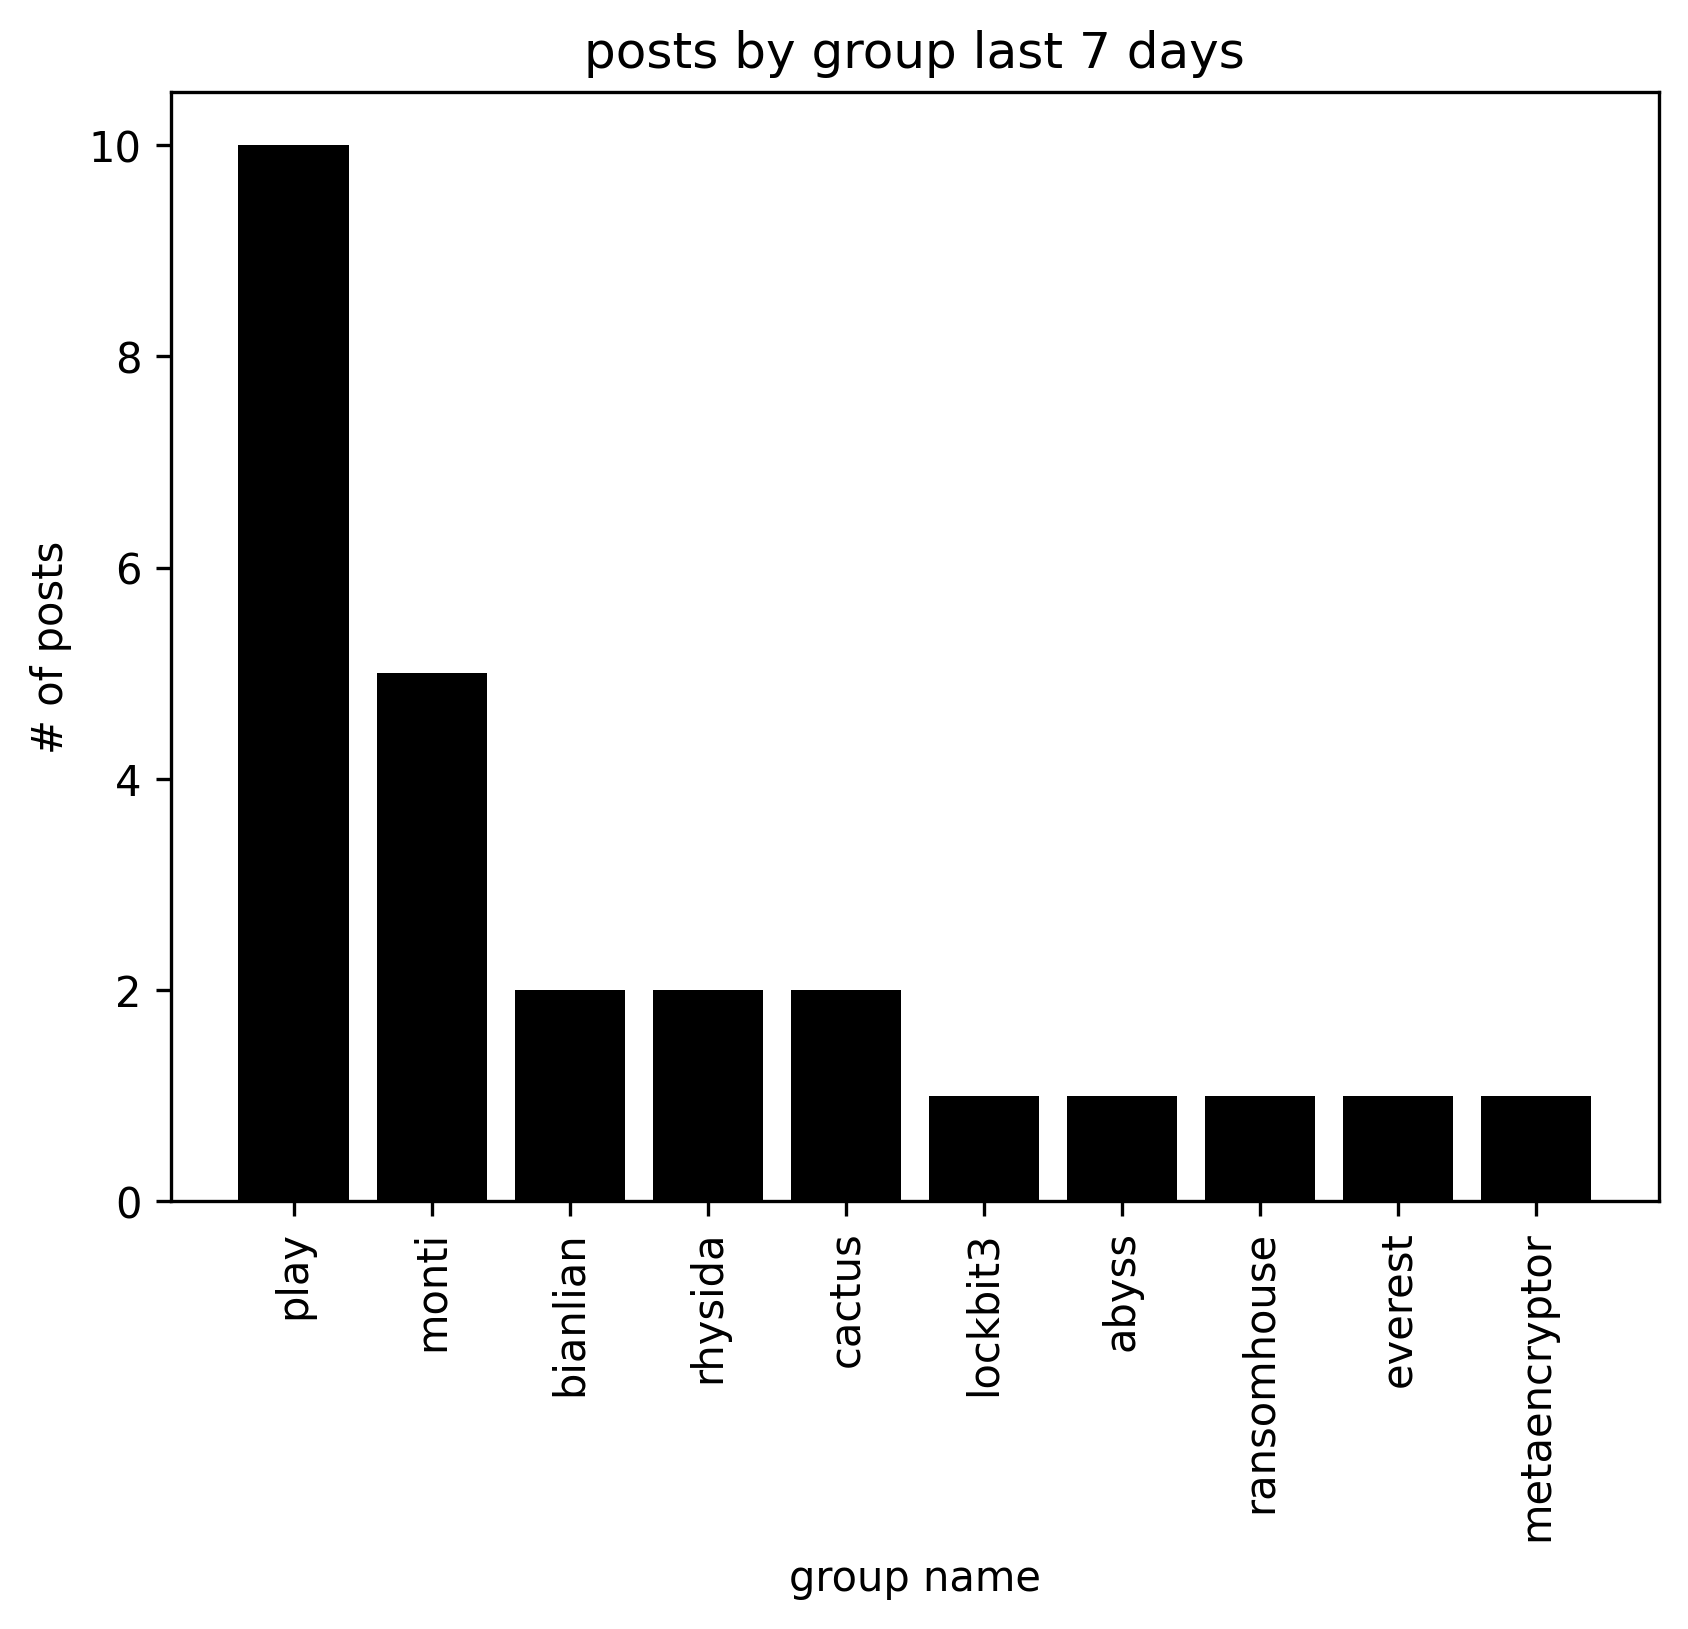 posts by group last 7 days
10
8
6
4
2
0
# of posts
play
monti
bianlian
rhysida
cactus
lockbit3
abyss
ransomhouse
everest
metaencryptor
group name